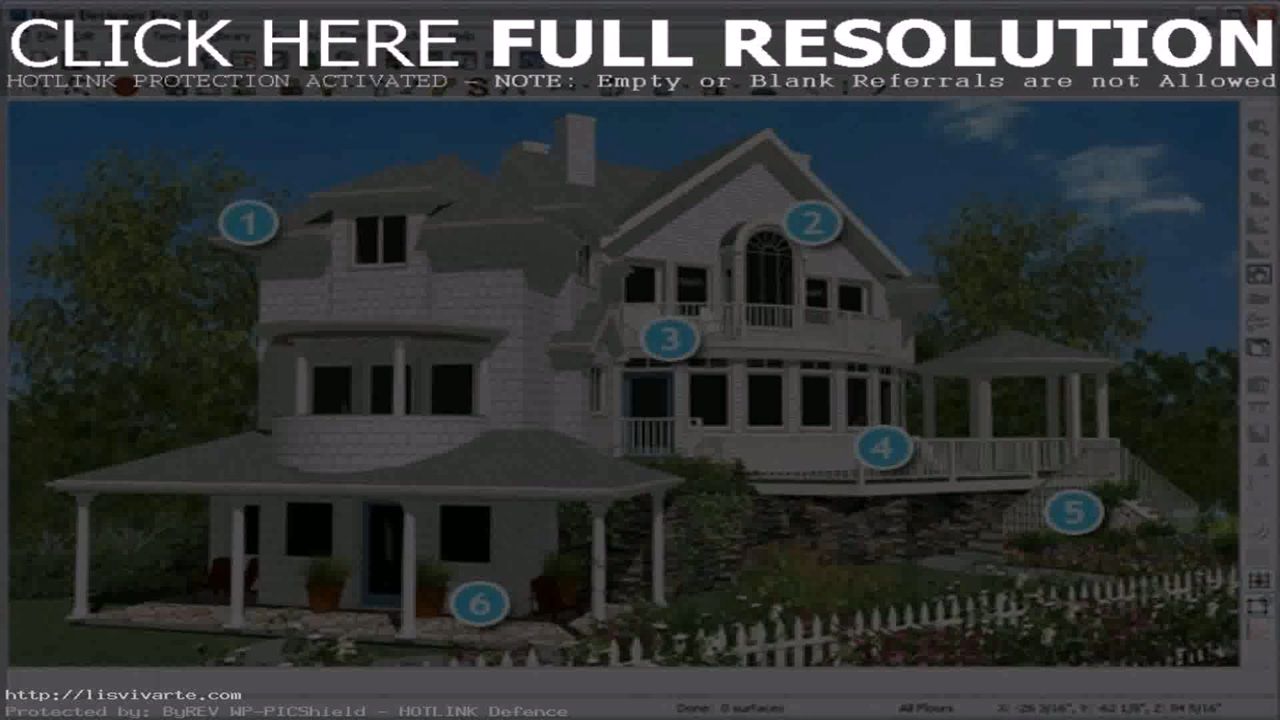 CLICK HERE FULL RESOLUTION
HOTLINK PROTECTION ACTIVATED - NOTE: Empty or Blank Referrals are not Allowed
1
2
3
4
5
6
http://lisvivarte.com
Protected by: ByREV WP-PICShield - HOTLINK Defence
Done: 0 surfaces
All Floors